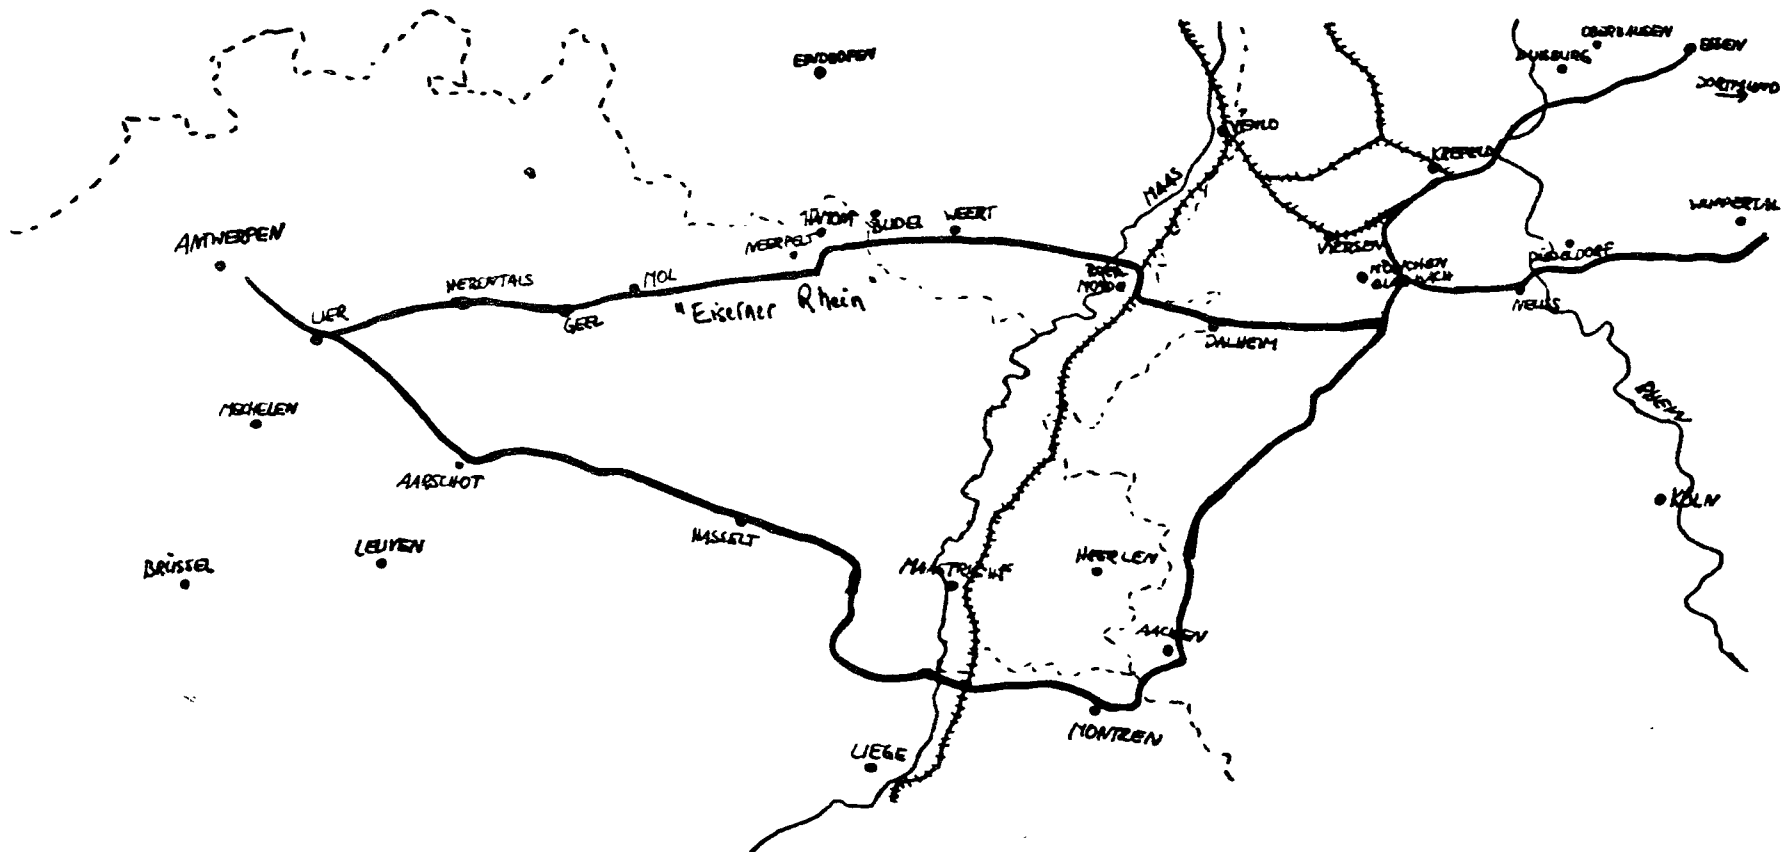 OBERHAUSEN
EINDHOFEN
DUISBURG
ESSEN
DORTMUND
VENLO
KREFELD
MAAS
WUPPERTAL
HAMONT
BUDEL
WEERT
ANTWERPEN
NEERPELT
VIERSEN
DÜSSELDORF
MÖNCHEN
GLADBACH
HERENTALS
MOL
ROER
MOND
LIER
GEEL
"Eiserner Rhein"
NEUSS
DALHEIM
MECHELEN
RHEIN
AARSCHOT
KÖLN
HASSELT
LEUVEN
BRÜSSEL
MAASTRICHT
HEERLEN
AACHEN
MONTZEN
LIEGE